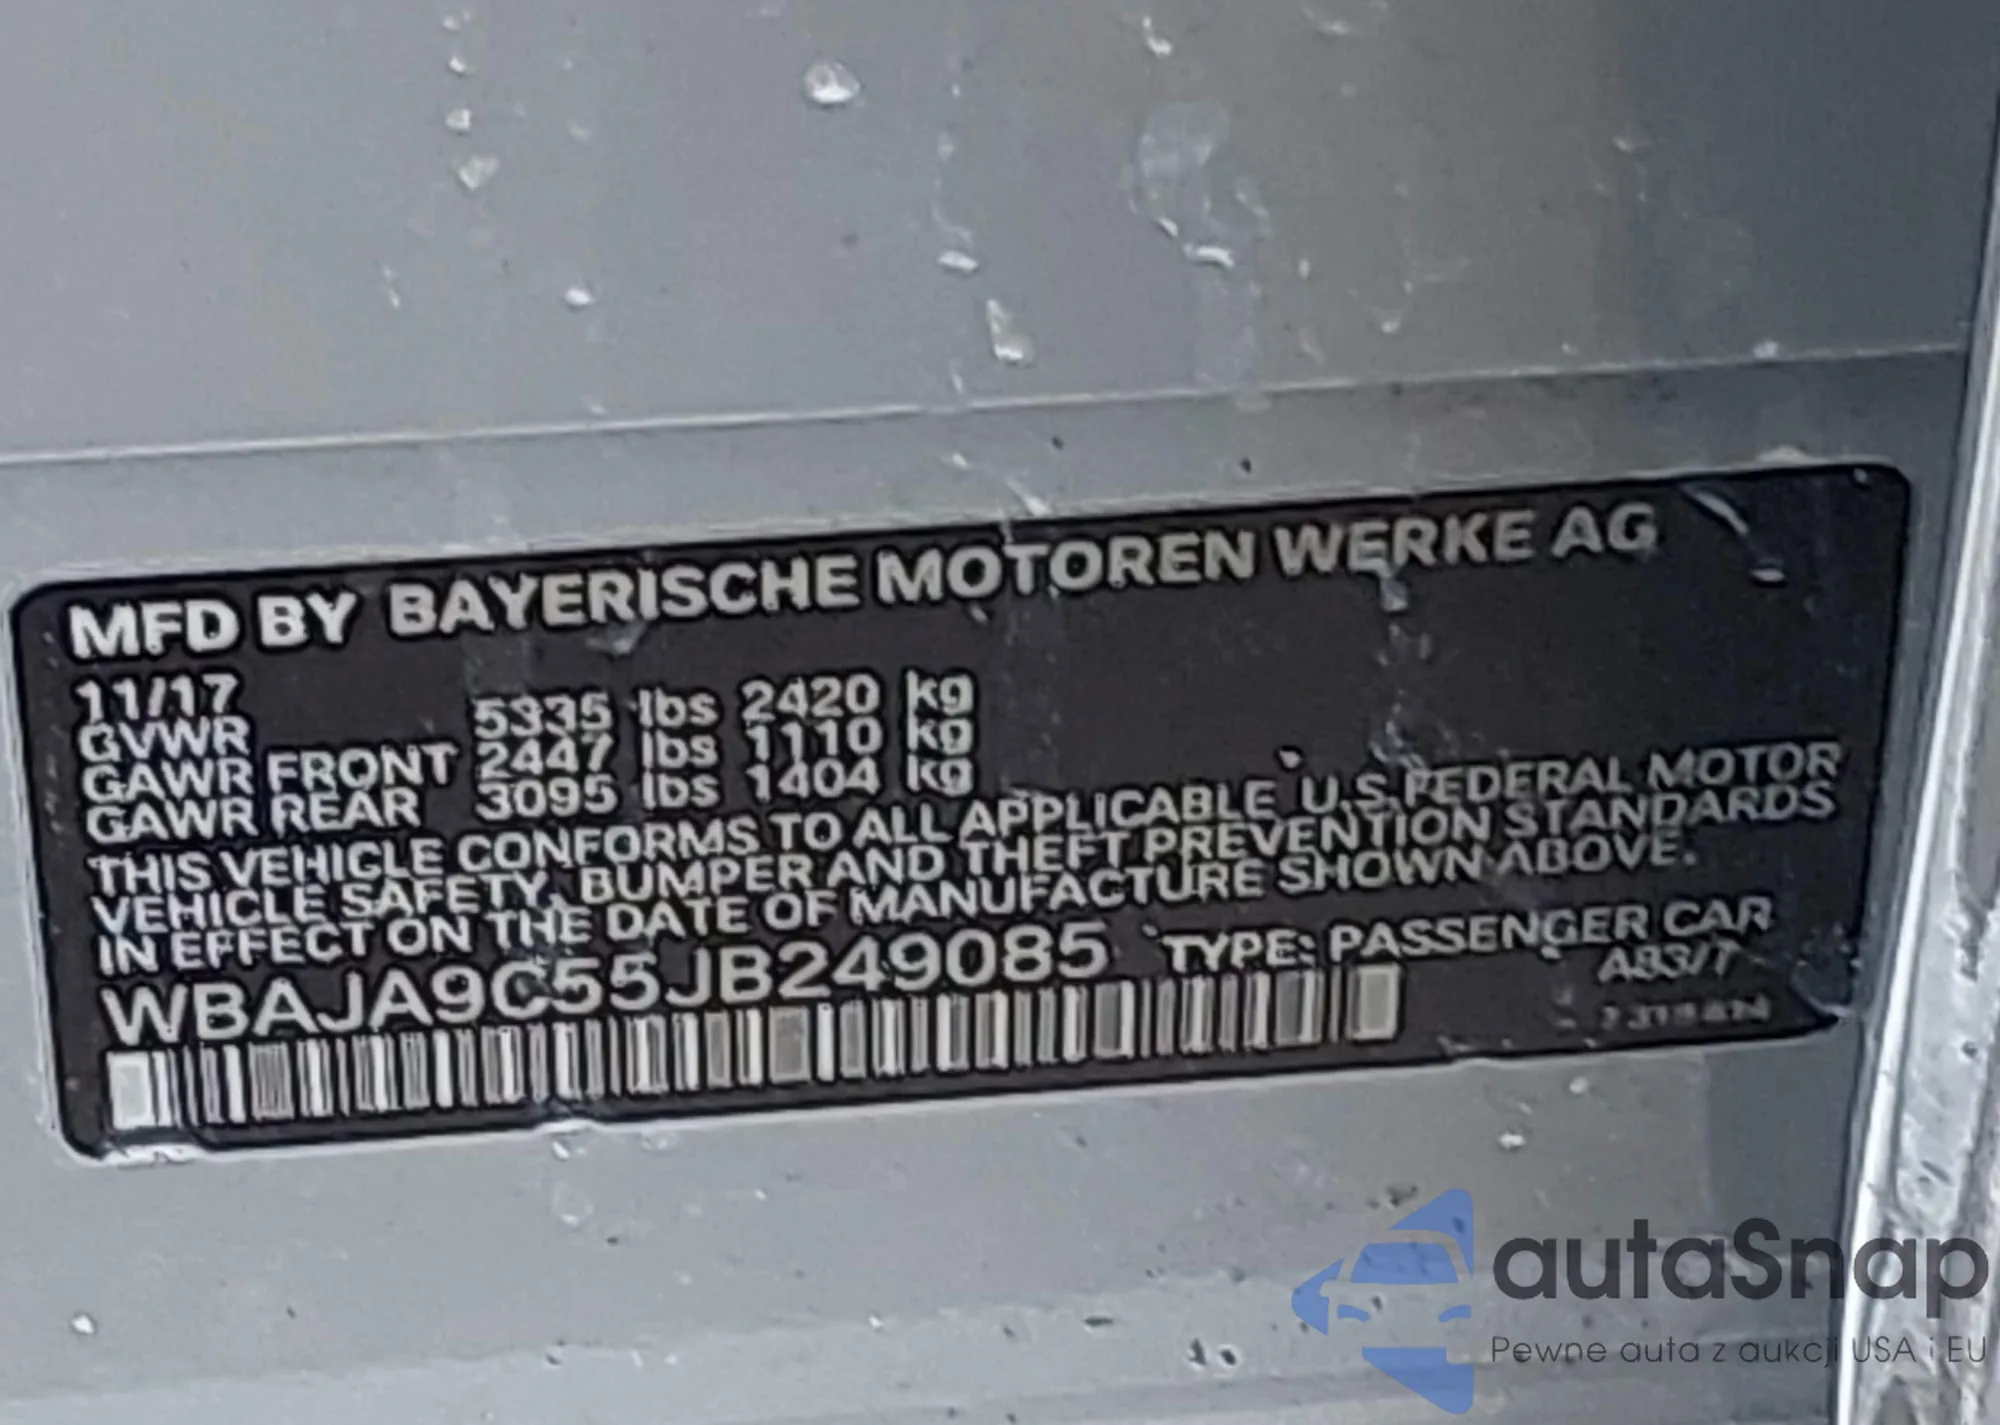 MFD BY BAYERISCHE MOTOREN WERKE AG
11/17
GVWR 5335 lbs 2420 kg
GAWR FRONT 2447 lbs 1110 kg
GAWR REAR 3095 lbs 1404 kg
THIS VEHICLE CONFORMS TO ALL APPLICABLE U.S. FEDERAL MOTOR
VEHICLE SAFETY, BUMPER AND THEFT PREVENTION STANDARDS
IN EFFECT ON THE DATE OF MANUFACTURE SHOWN ABOVE.
WBAJA9C55JB249085 TYPE: PASSENGER CAR
A83/T
autaSnap
Pewne auta z aukcji USA i EU